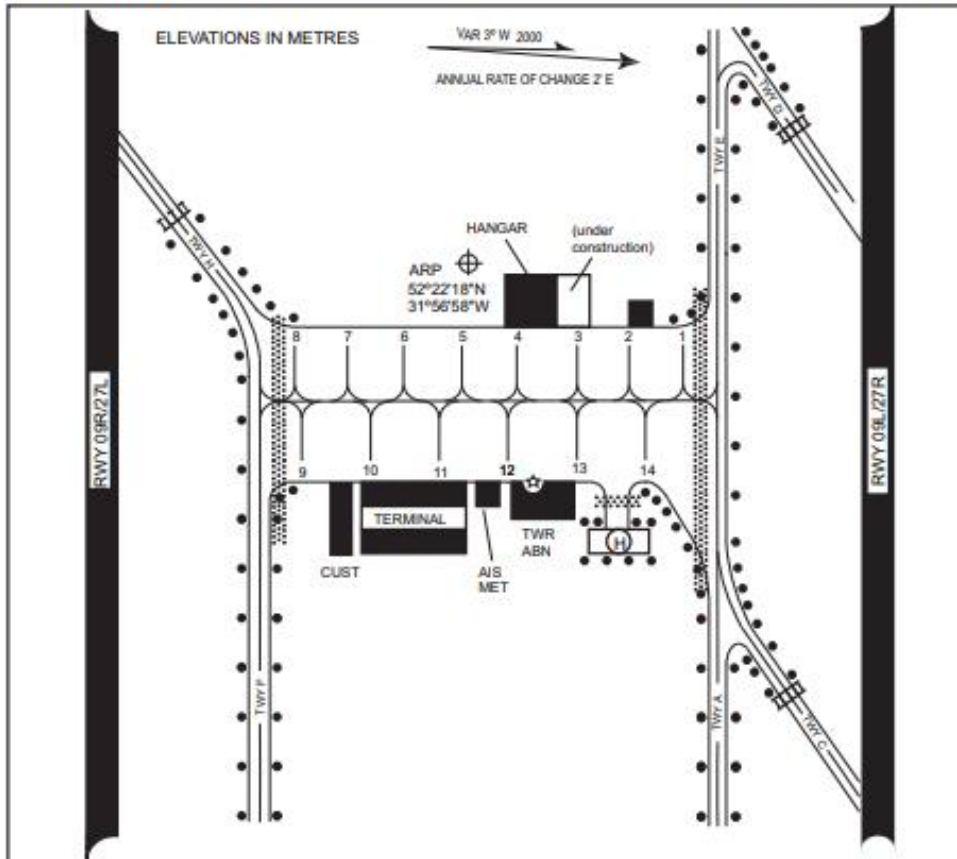 ELEVATIONS IN METRES
VAR 3° W 2000
ANNUAL RATE OF CHANGE 2' E
TWY D
TWY E
TWY H
HANGAR
(under
construction)
ARP
52°22'18"N
31°56'58"W
8
7
6
5
4
3
2
1
RWY 09R/27L
RWY 09L/27R
9
10
11
12
13
14
TERMINAL
CUST
AIS
MET
TWR
ABN
H
TWY F
TWY A
TWY C